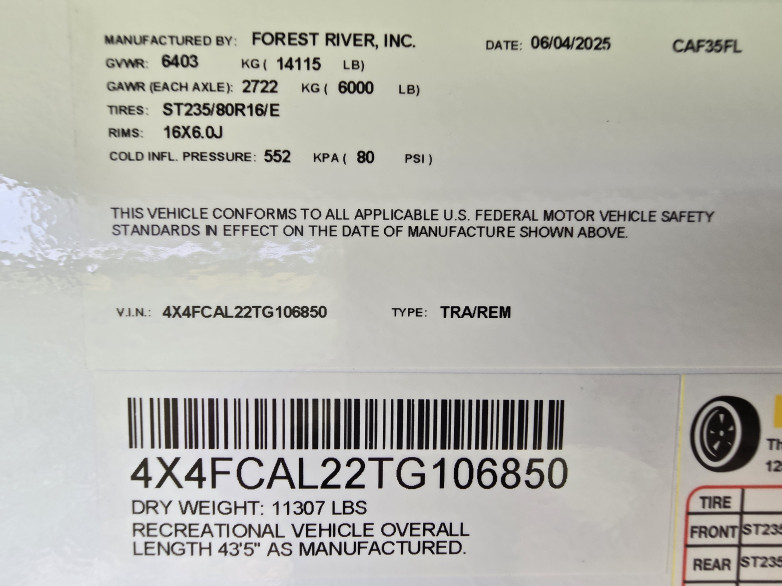 MANUFACTURED BY: FOREST RIVER, INC. DATE: 06/04/2025 CAF35FL
GVWR: 6403 KG ( 14115 LB)
GAWR (EACH AXLE): 2722 KG ( 6000 LB)
TIRES: ST235/80R16/E
RIMS: 16X6.0J
COLD INFL. PRESSURE: 552 KPA ( 80 PSI )
THIS VEHICLE CONFORMS TO ALL APPLICABLE U.S. FEDERAL MOTOR VEHICLE SAFETY
STANDARDS IN EFFECT ON THE DATE OF MANUFACTURE SHOWN ABOVE.
V.I.N.: 4X4FCAL22TG106850 TYPE: TRA/REM
4X4FCAL22TG106850
DRY WEIGHT: 11307 LBS
RECREATIONAL VEHICLE OVERALL
LENGTH 43'5" AS MANUFACTURED.
TIRE
FRONT ST235
REAR ST235